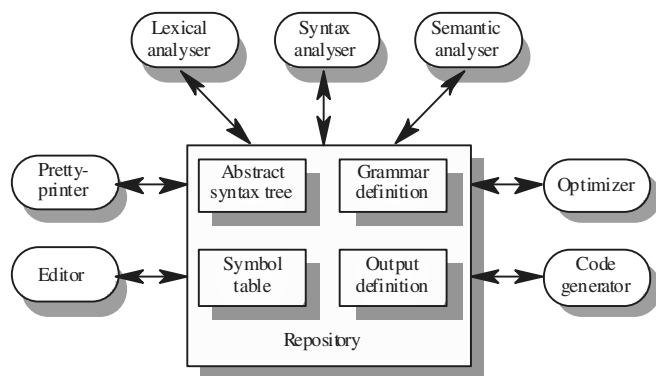 Lexical
analyser
Syntax
analyser
Semantic
analyser
Pretty-
printer
Abstract
syntax tree
Grammar
definition
Optimizer
Editor
Symbol
table
Output
definition
Code
generator
Repository